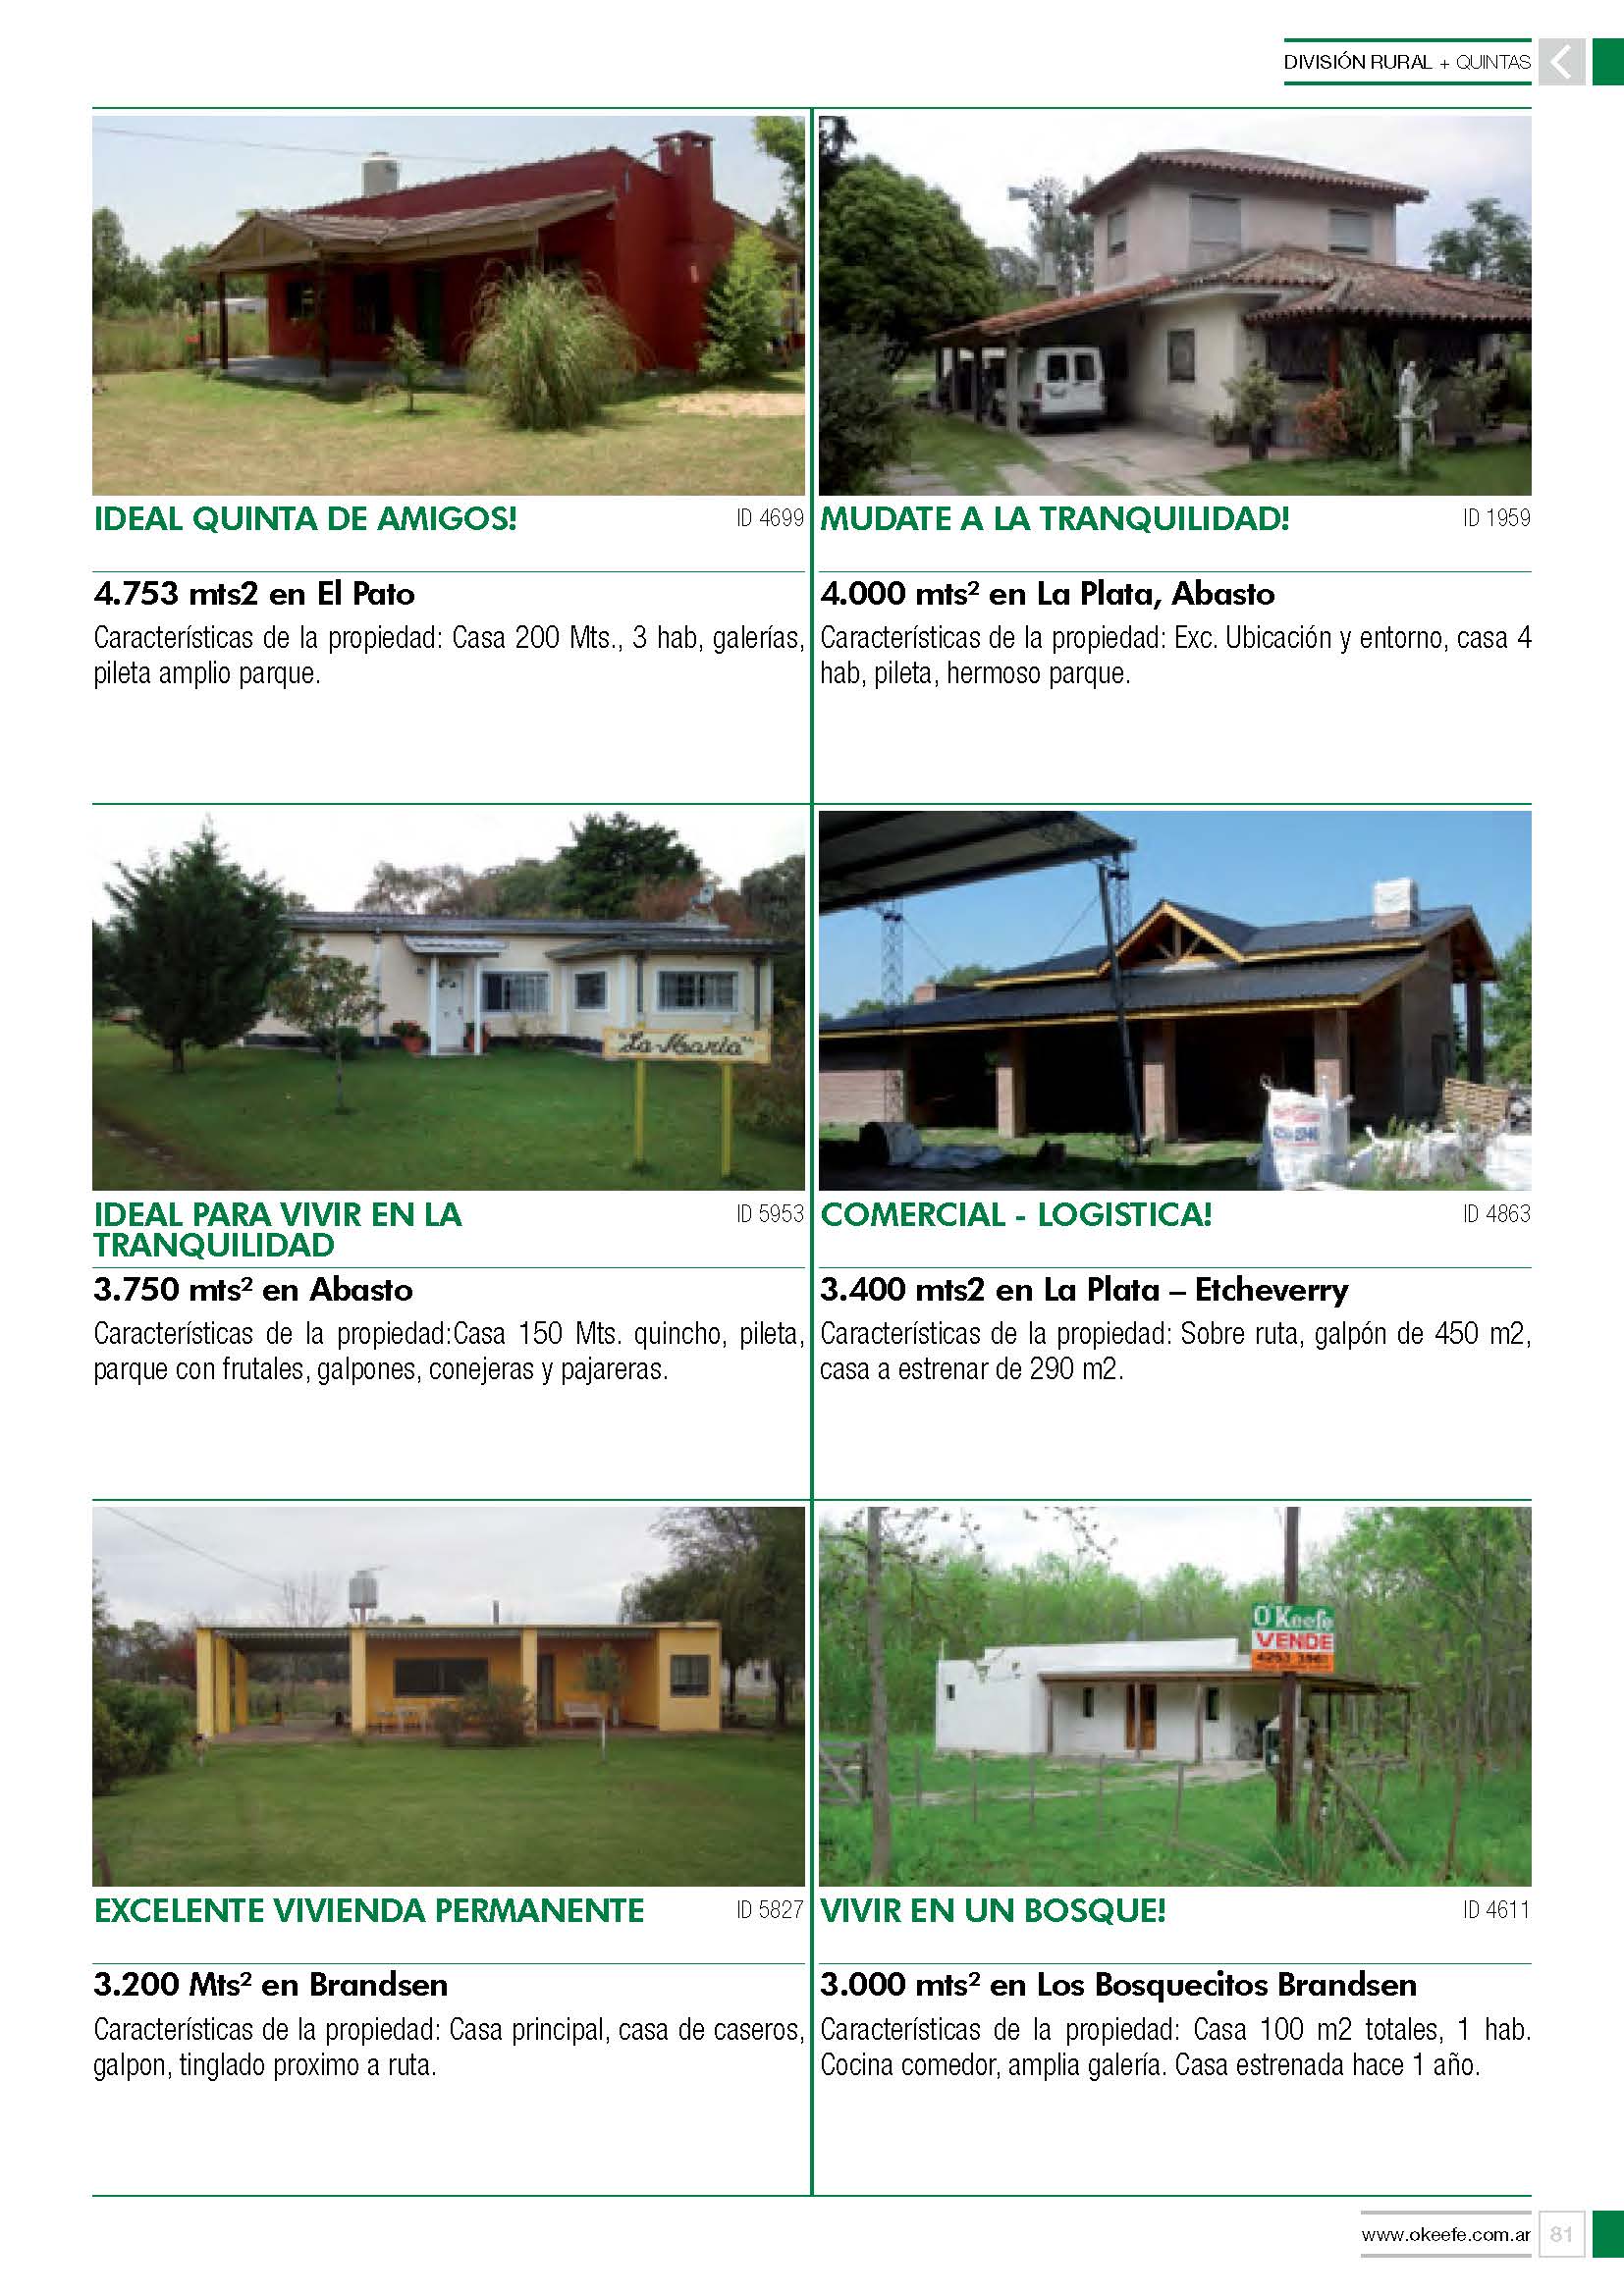 DIVISIÓN RURAL + QUINTAS
IDEAL QUINTA DE AMIGOS!
ID 4699
4.753 mts2 en El Pato
Características de la propiedad: Casa 200 Mts., 3 hab, galerías,
pileta amplio parque.
MUDATE A LA TRANQUILIDAD!
ID 1959
4.000 mts² en La Plata, Abasto
Características de la propiedad: Exc. Ubicación y entorno, casa 4
hab, pileta, hermoso parque.
"La Maria"
IDEAL PARA VIVIR EN LA
TRANQUILIDAD
ID 5953
3.750 mts² en Abasto
Características de la propiedad:Casa 150 Mts. quincho, pileta,
parque con frutales, galpones, conejeras y pajareras.
COMERCIAL - LOGISTICA!
ID 4863
3.400 mts2 en La Plata – Etcheverry
Características de la propiedad: Sobre ruta, galpón de 450 m2,
casa a estrenar de 290 m2.
EXCELENTE VIVIENDA PERMANENTE
ID 5827
3.200 Mts² en Brandsen
Características de la propiedad: Casa principal, casa de caseros,
galpon, tinglado proximo a ruta.
O'Keefe
VENDE
VIVIR EN UN BOSQUE!
ID 4611
3.000 mts² en Los Bosquecitos Brandsen
Características de la propiedad: Casa 100 m2 totales, 1 hab.
Cocina comedor, amplia galería. Casa estrenada hace 1 año.
www.okeefe.com.ar
81